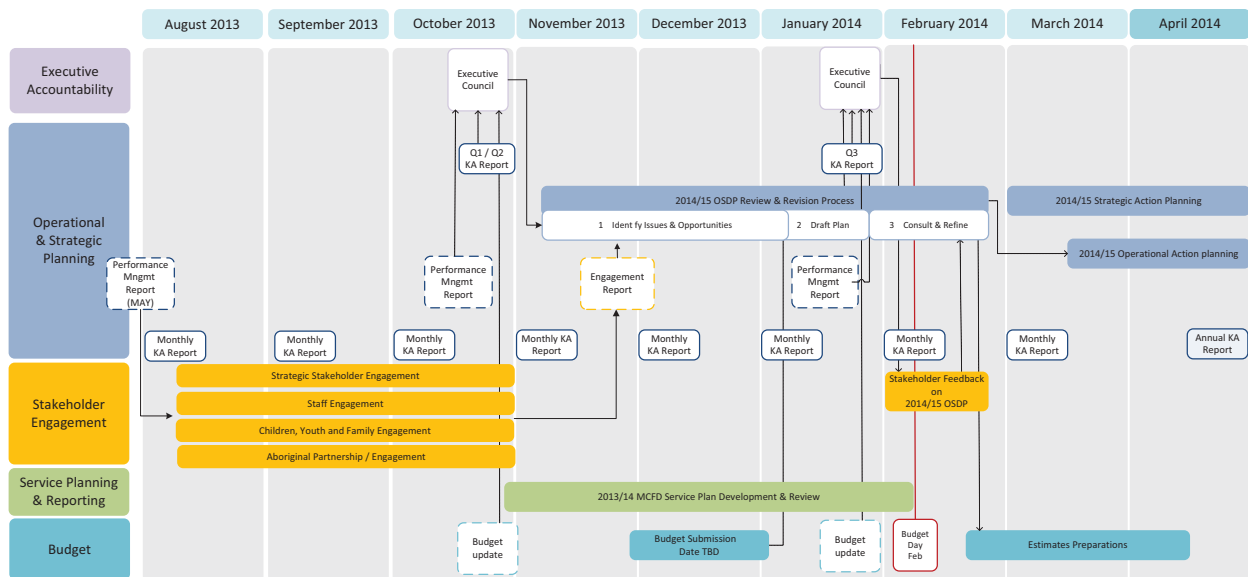 August 2013
September 2013
October 2013
November 2013
December 2013
January 2014
February 2014
March 2014
April 2014
Executive
Accountability
Executive
Council
Executive
Council
Operational
& Strategic
Planning
Q1 / Q2
KA Report
Q3
KA Report
2014/15 OSDP Review & Revision Process
2014/15 Strategic Action Planning
1 Ident fy Issues & Opportunities
2 Draft Plan
3 Consult & Refine
2014/15 Operational Action planning
Performance
Mngmt
Report
(MAY)
Performance
Mngmt
Report
Engagement
Report
Performance
Mngmt
Report
Monthly
KA Report
Monthly
KA Report
Monthly
KA Report
Monthly KA
Report
Monthly
KA Report
Monthly
KA Report
Monthly
KA Report
Monthly
KA Report
Annual KA
Report
Stakeholder
Engagement
Strategic Stakeholder Engagement
Staff Engagement
Children, Youth and Family Engagement
Aboriginal Partnership / Engagement
Stakeholder Feedback
on
2014/15 OSDP
Service Planning
& Reporting
2013/14 MCFD Service Plan Development & Review
Budget
Budget
update
Budget Submission
Date TBD
Budget
update
Budget
Day
Feb
Estimates Preparations